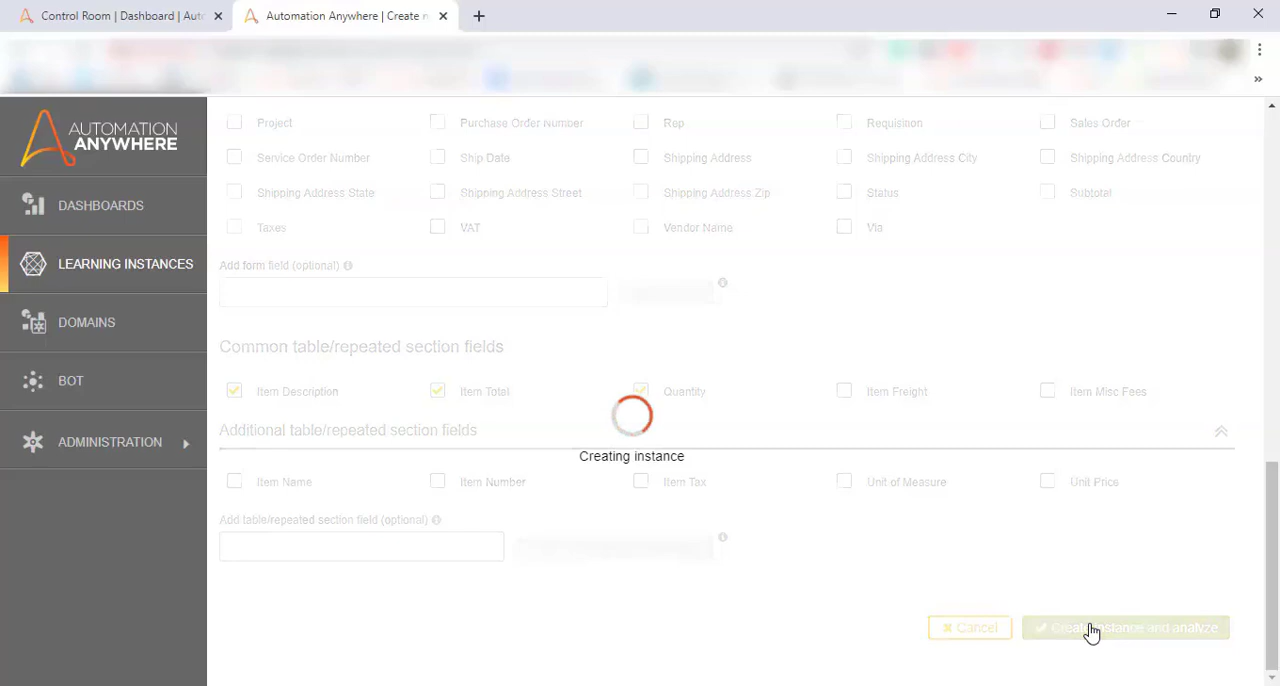 Control Room | Dashboard | Auto
Automation Anywhere | Create n
AUTOMATION
ANYWHERE
DASHBOARDS
LEARNING INSTANCES
DOMAINS
BOT
ADMINISTRATION
Project Purchase Order Number Rep Requisition Sales Order
Service Order Number Ship Date Shipping Address Shipping Address City Shipping Address Country
Shipping Address State Shipping Address Street Shipping Address Zip Status Subtotal
Taxes VAT Vendor Name Via
Add form field (optional)
Common table/repeated section fields
Item Description Item Total Quantity Item Freight Item Misc Fees
Additional table/repeated section fields
Creating instance
Item Name Item Number Item Tax Unit of Measure Unit Price
Add table/repeated section field (optional)
Cancel Create instance and analyze